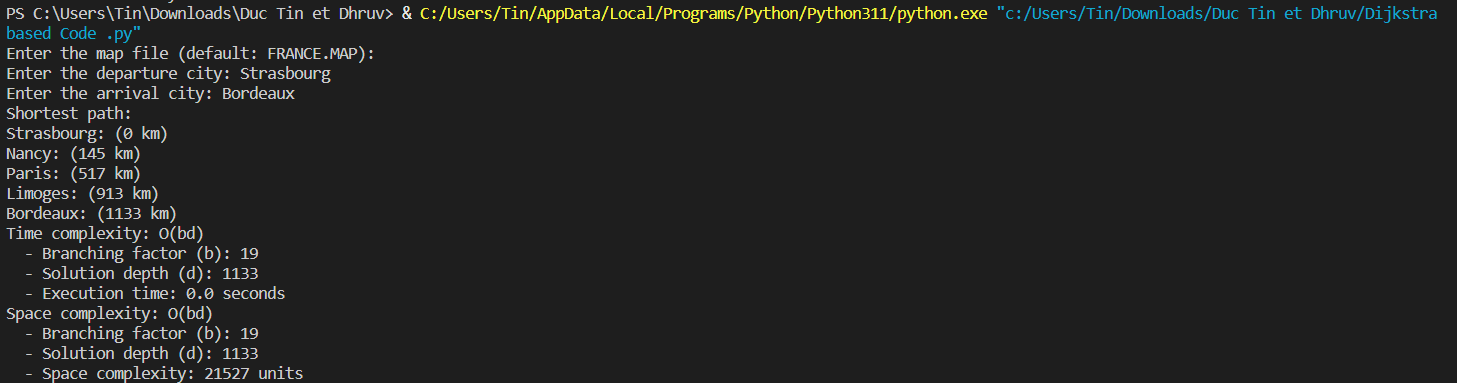 PS C:\Users\Tin\Downloads\Duc Tin et Dhruv> & C:/Users/Tin/AppData/Local/Programs/Python/Python311/python.exe "c:/Users/Tin/Downloads/Duc Tin et Dhruv/Dijkstra
based Code .py"
Enter the map file (default: FRANCE.MAP):
Enter the departure city: Strasbourg
Enter the arrival city: Bordeaux
Shortest path:
Strasbourg: (0 km)
Nancy: (145 km)
Paris: (517 km)
Limoges: (913 km)
Bordeaux: (1133 km)
Time complexity: O(bd)
  - Branching factor (b): 19
  - Solution depth (d): 1133
  - Execution time: 0.0 seconds
Space complexity: O(bd)
  - Branching factor (b): 19
  - Solution depth (d): 1133
  - Space complexity: 21527 units